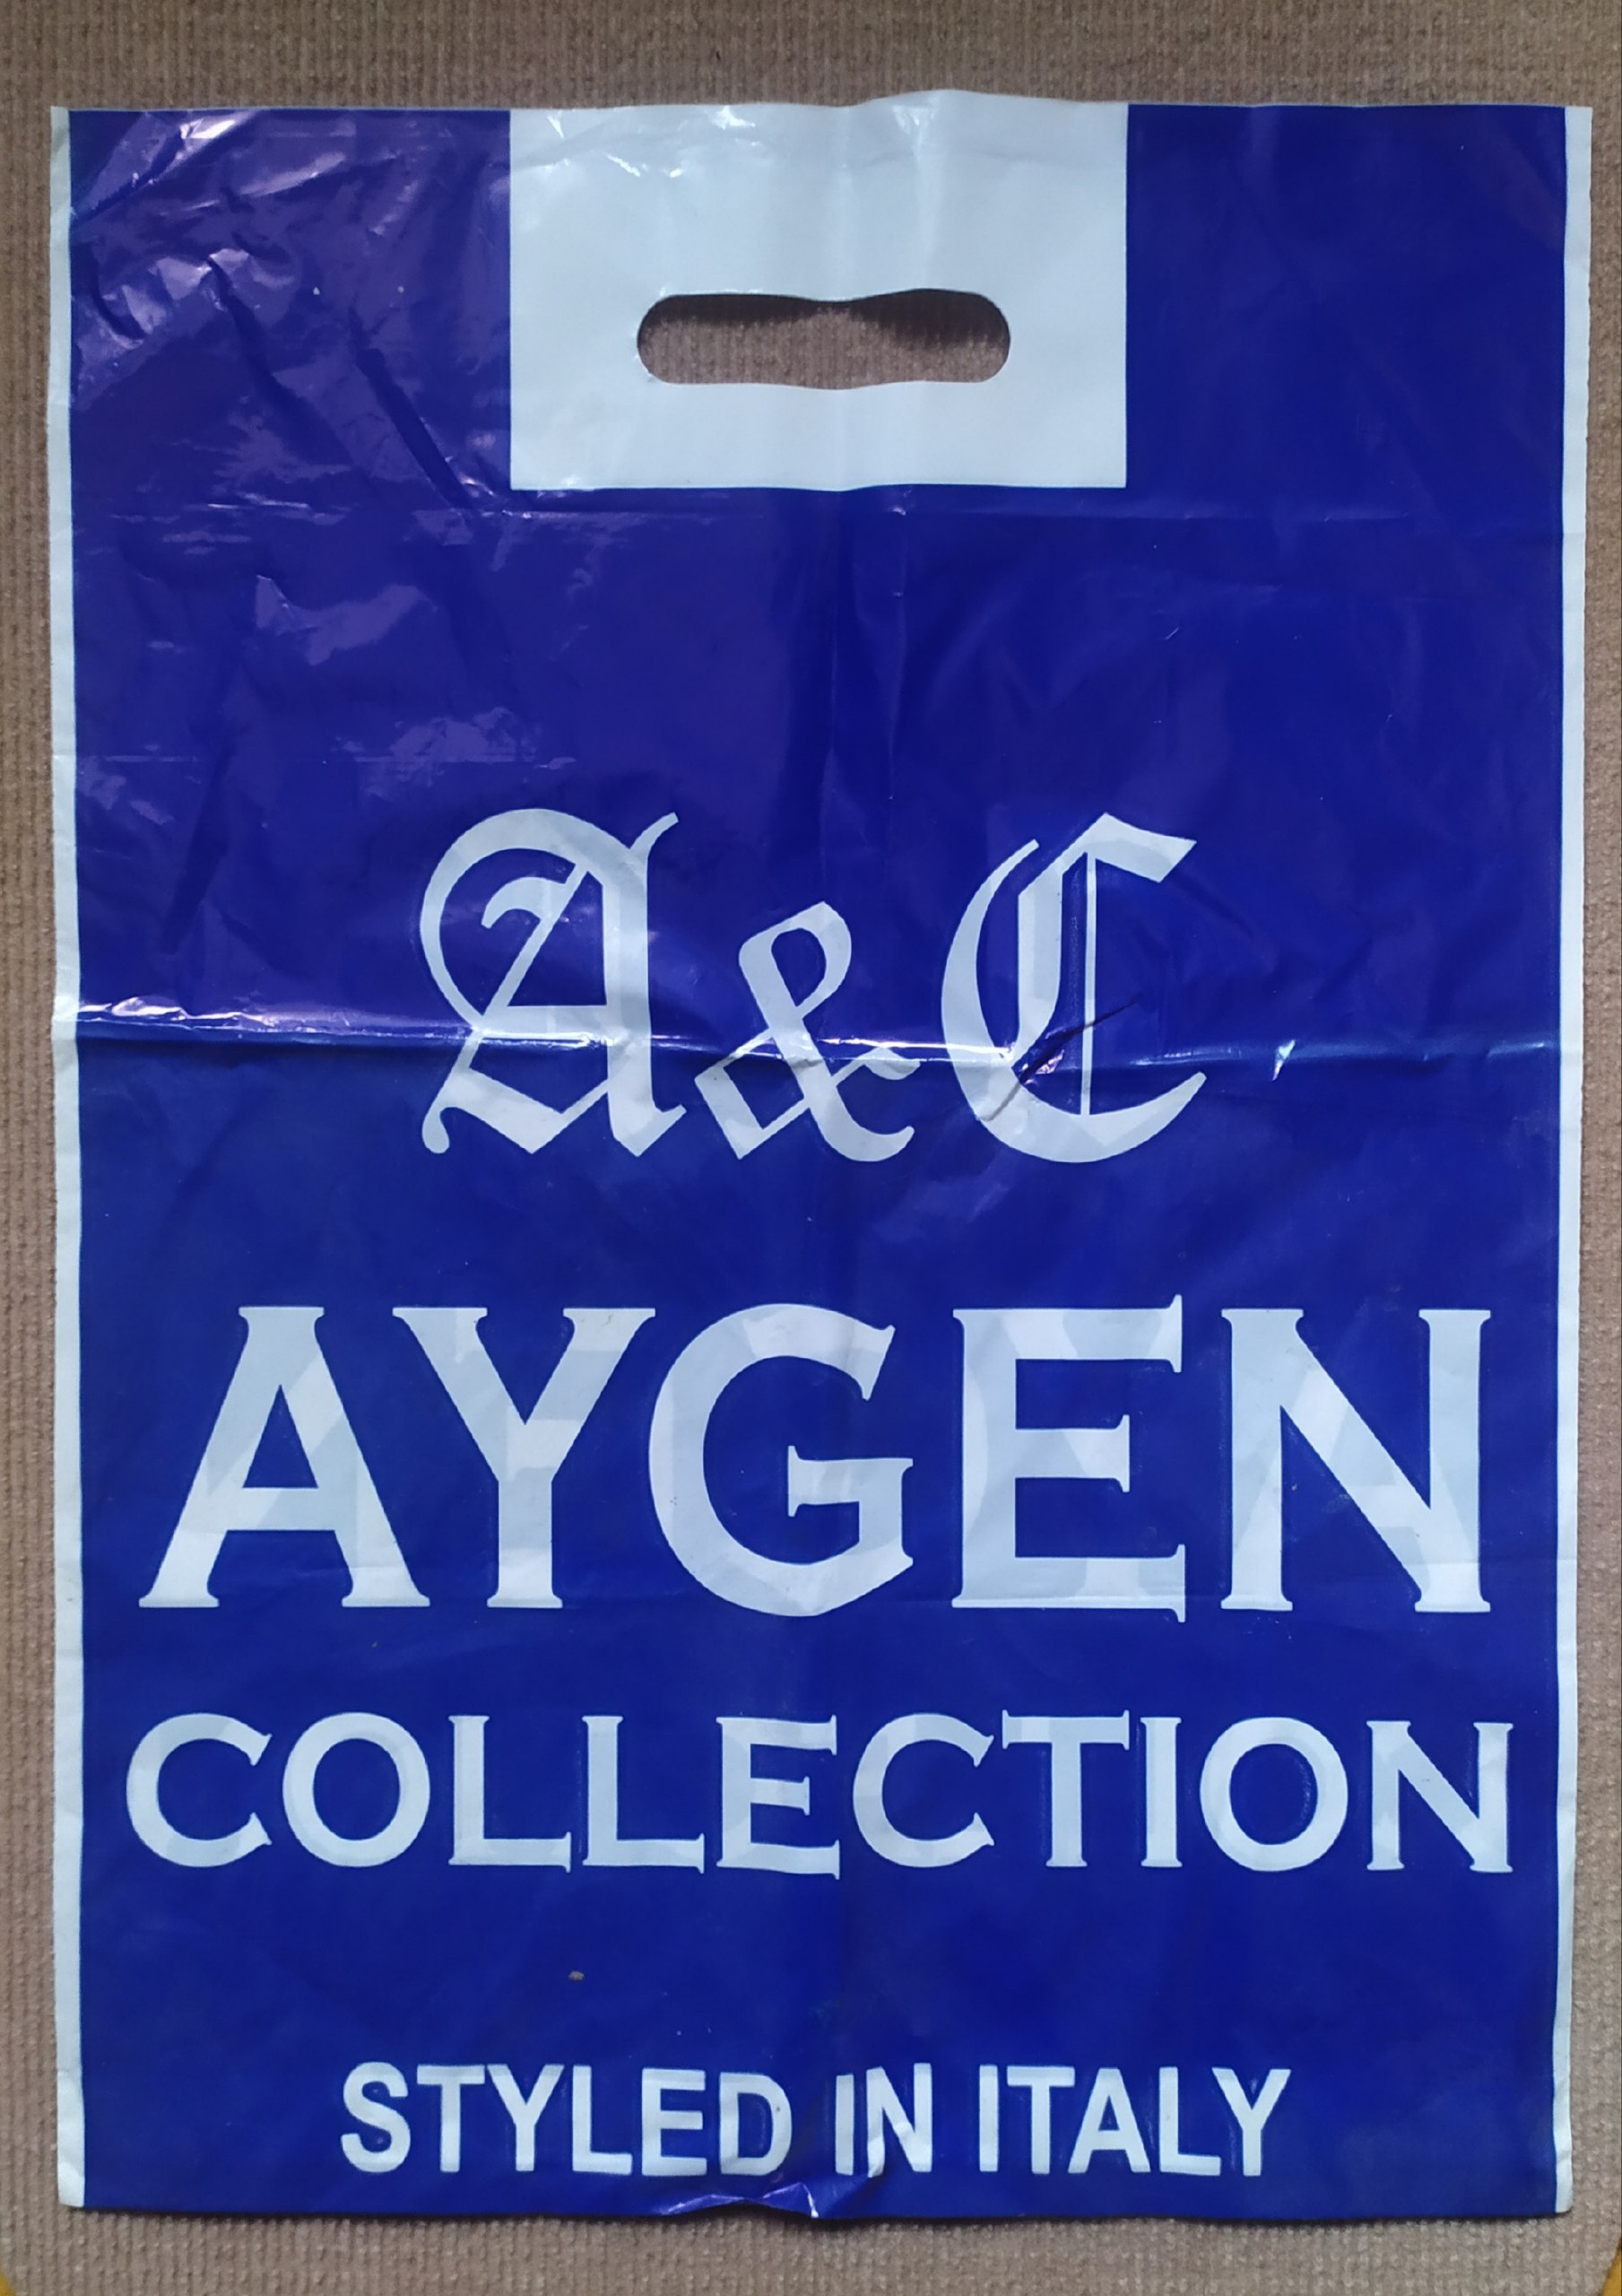 A&C
AYGEN
COLLECTION
STYLED IN ITALY